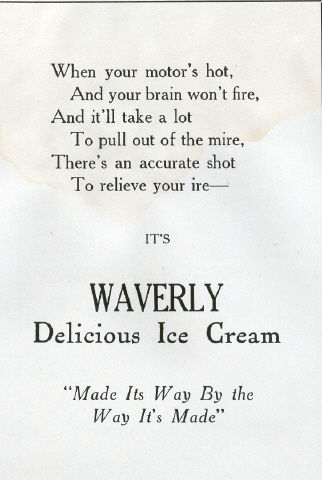 When your motor's hot,
And your brain won't fire,
And it'll take a lot
To pull out of the mire,
There's an accurate shot
To relieve your ire—
IT'S
WAVERLY
Delicious Ice Cream
"Made Its Way By the
Way It's Made"